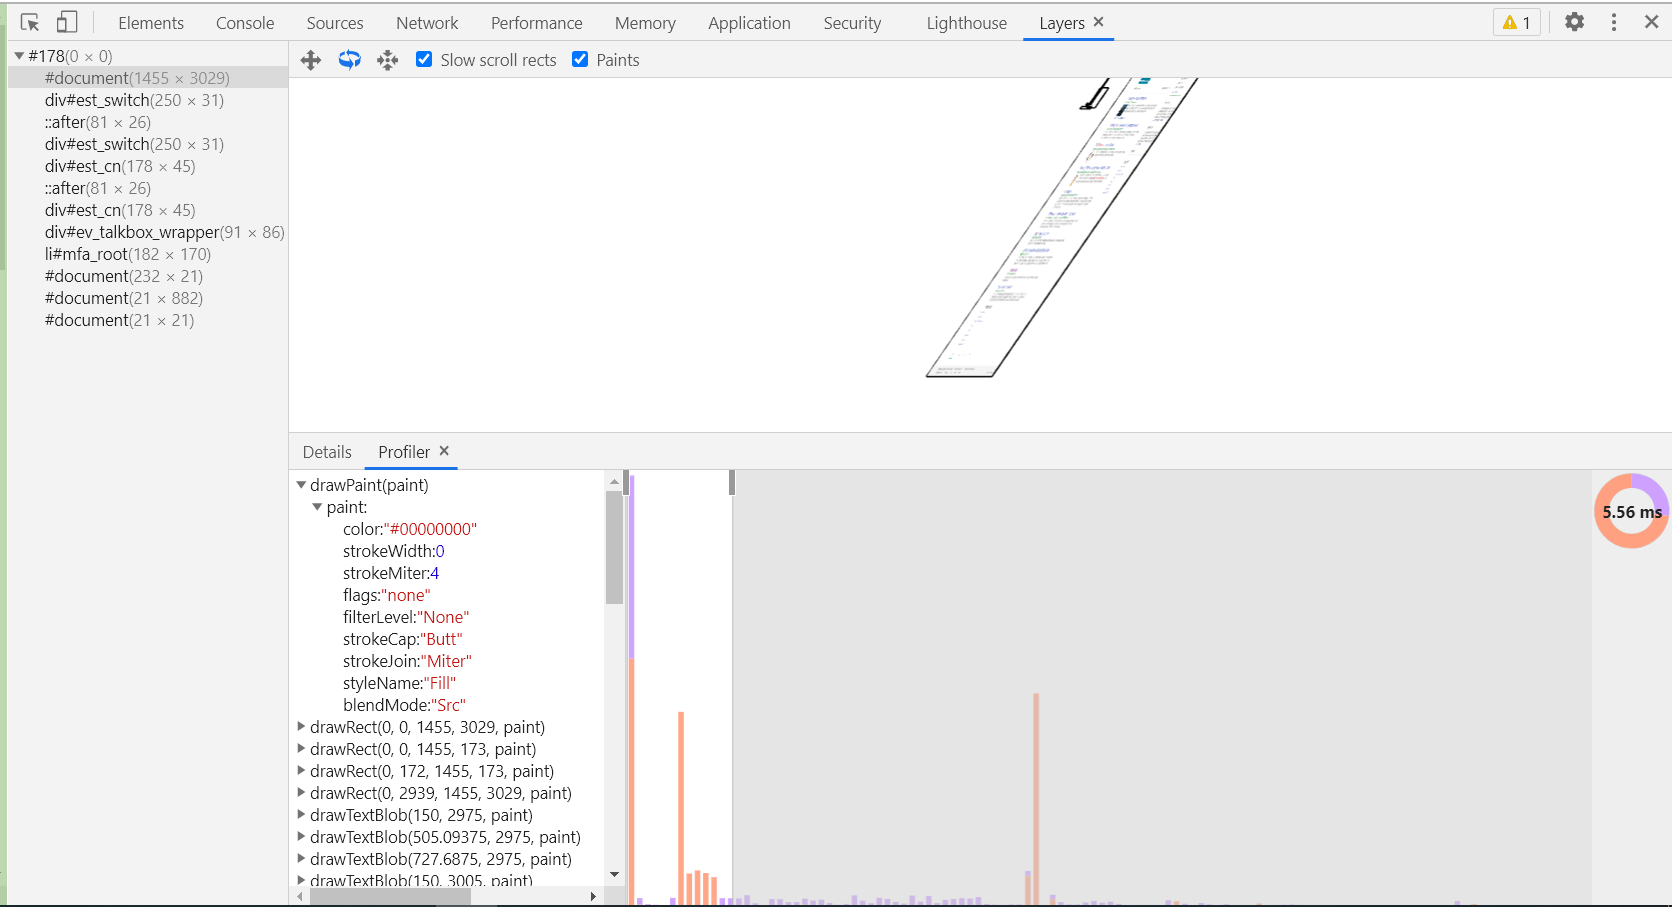 Elements Console Sources Network Performance Memory Application Security Lighthouse Layers 1
#178(0 × 0)
#document(1455 × 3029)
div#est_switch(250 × 31)
::after(81 × 26)
div#est_switch(250 × 31)
div#est_cn(178 × 45)
::after(81 × 26)
div#est_cn(178 × 45)
div#ev_talkbox_wrapper(91 × 86)
li#mfa_root(182 × 170)
#document(232 × 21)
#document(21 × 882)
#document(21 × 21)
Slow scroll rects Paints
Details Profiler
drawPaint(paint)
paint:
color:"#00000000"
strokeWidth:0
strokeMiter:4
flags:"none"
filterLevel:"None"
strokeCap:"Butt"
strokeJoin:"Miter"
styleName:"Fill"
blendMode:"Src"
drawRect(0, 0, 1455, 3029, paint)
drawRect(0, 0, 1455, 173, paint)
drawRect(0, 172, 1455, 173, paint)
drawRect(0, 2939, 1455, 3029, paint)
drawTextBlob(150, 2975, paint)
drawTextBlob(505.09375, 2975, paint)
drawTextBlob(727.6875, 2975, paint)
drawTextBlob(150, 3005, paint)
5.56 ms